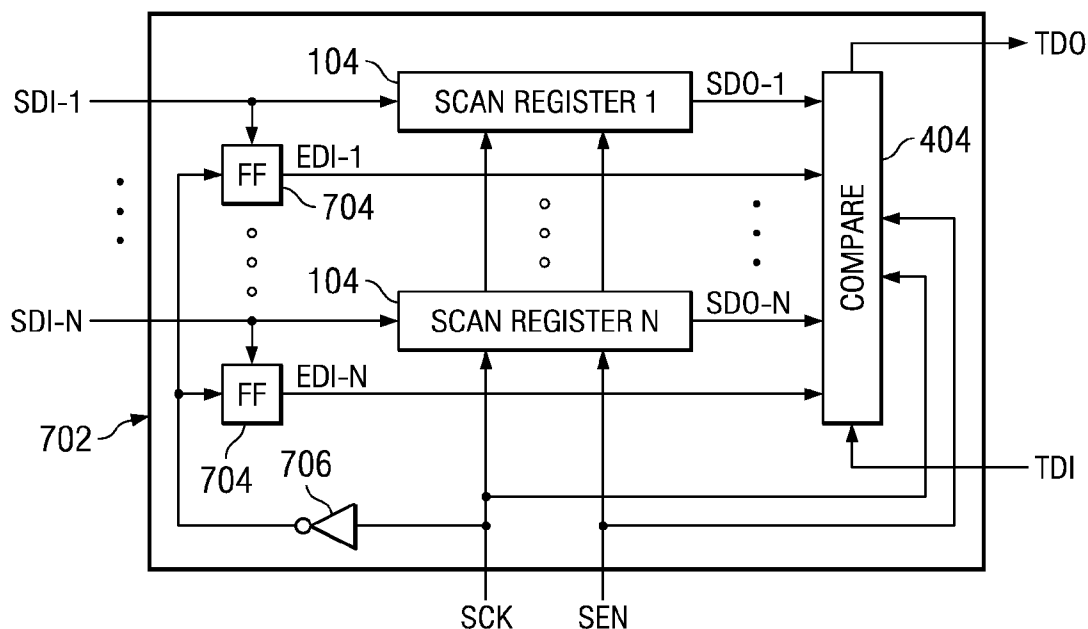 TDO
104
SDI-1
SCAN REGISTER 1
SDO-1
404
EDI-1
FF
704
COMPARE
104
SDI-N
SCAN REGISTER N
SDO-N
EDI-N
FF
702
704
706
TDI
SCK
SEN